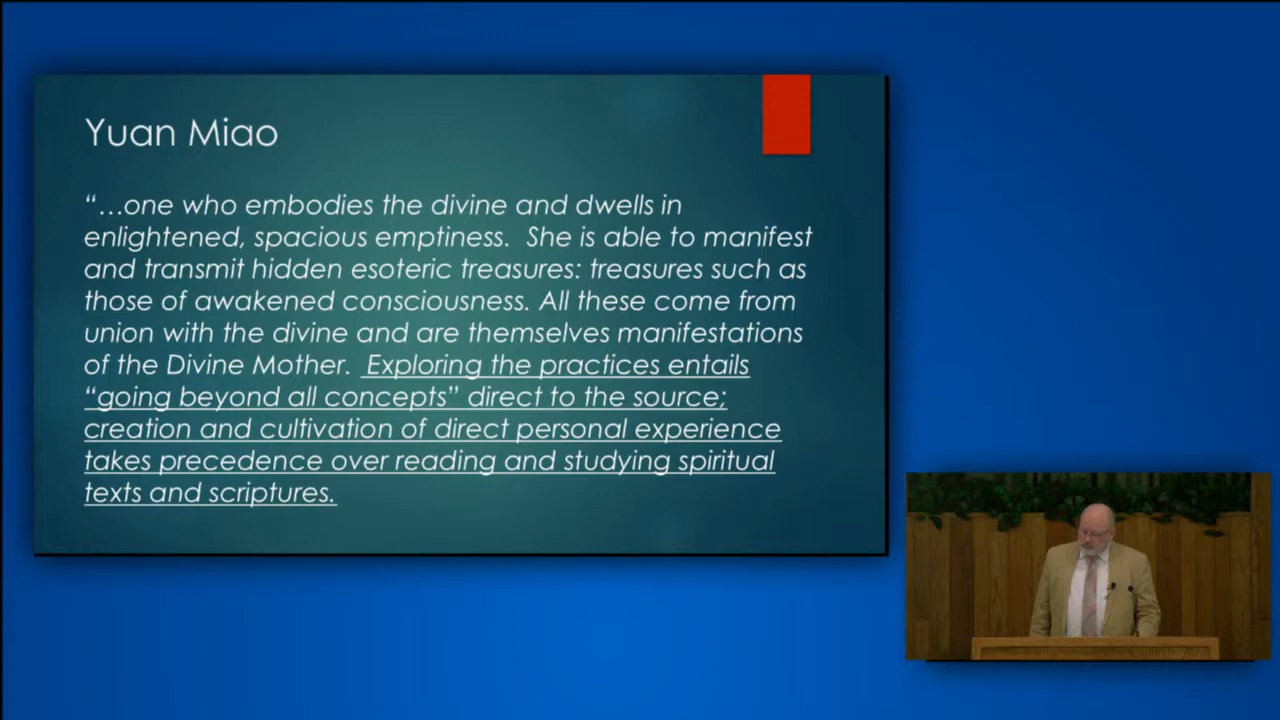 Yuan Miao
“…one who embodies the divine and dwells in
enlightened, spacious emptiness.  She is able to manifest
and transmit hidden esoteric treasures: treasures such as
those of awakened consciousness. All these come from
union with the divine and are themselves manifestations
of the Divine Mother.  Exploring the practices entails
“going beyond all concepts” direct to the source;
creation and cultivation of direct personal experience
takes precedence over reading and studying spiritual
texts and scriptures.